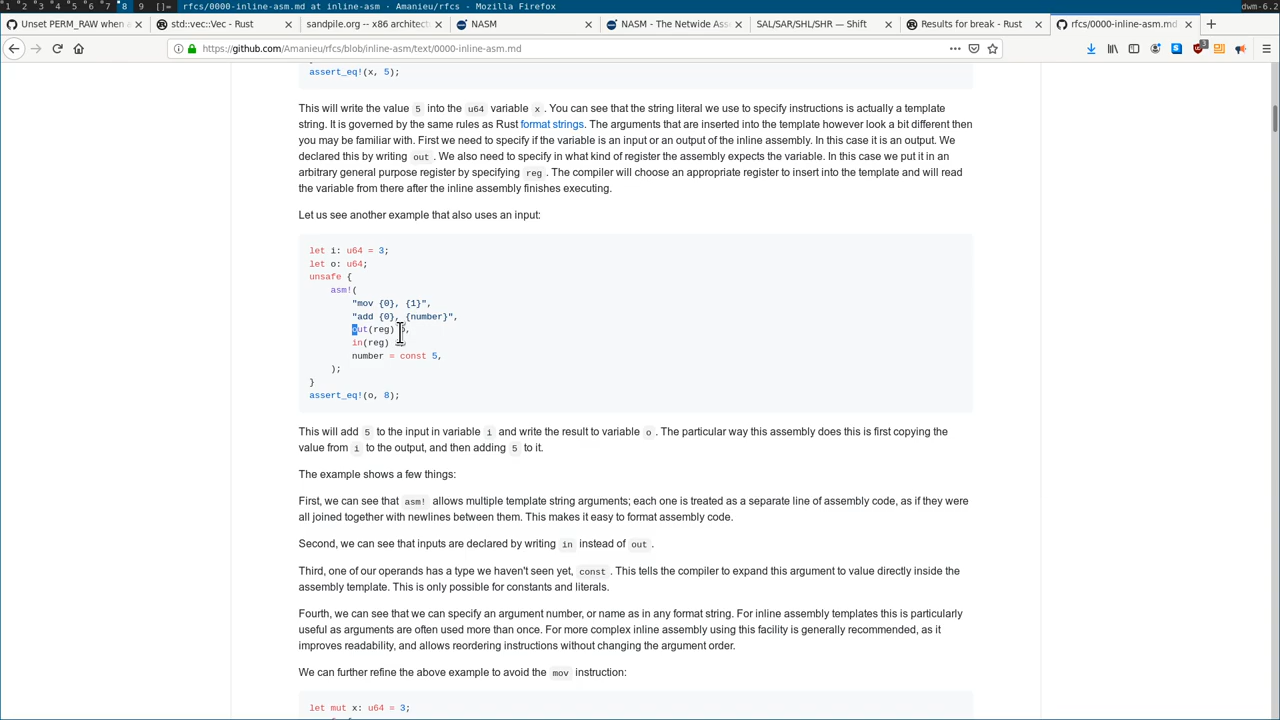 1 2 3 4 5 6 7 8 9 []= rfcs/0000-inline-asm.md at inline-asm · Amanieu/rfcs - Mozilla Firefox dwm-6.2
Unset PERM_RAW when a std::vec::Vec - Rust sandpile.org -- x86 architect NASM NASM - The Netwide Ass SAL/SAR/SHL/SHR — Shift Results for break - Rust rfcs/0000-inline-asm.md
https://github.com/Amanieu/rfcs/blob/inline-asm/text/0000-inline-asm.md
assert_eq!(x, 5);
This will write the value 5 into the u64 variable x . You can see that the string literal we use to specify instructions is actually a template
string. It is governed by the same rules as Rust format strings. The arguments that are inserted into the template however look a bit different then
you may be familiar with. First we need to specify if the variable is an input or an output of the inline assembly. In this case it is an output. We
declared this by writing out . We also need to specify in what kind of register the assembly expects the variable. In this case we put it in an
arbitrary general purpose register by specifying reg . The compiler will choose an appropriate register to insert into the template and will read
the variable from there after the inline assembly finishes executing.
Let us see another example that also uses an input:
let i: u64 = 3;
let o: u64;
unsafe {
asm!(
"mov {0}, {1}",
"add {0}, {number}",
out(reg)
in(reg)
number = const 5,
);
}
assert_eq!(o, 8);
This will add 5 to the input in variable i and write the result to variable o . The particular way this assembly does this is first copying the
value from i to the output, and then adding 5 to it.
The example shows a few things:
First, we can see that asm! allows multiple template string arguments; each one is treated as a separate line of assembly code, as if they were
all joined together with newlines between them. This makes it easy to format assembly code.
Second, we can see that inputs are declared by writing in instead of out .
Third, one of our operands has a type we haven't seen yet, const . This tells the compiler to expand this argument to value directly inside the
assembly template. This is only possible for constants and literals.
Fourth, we can see that we can specify an argument number, or name as in any format string. For inline assembly templates this is particularly
useful as arguments are often used more than once. For more complex inline assembly using this facility is generally recommended, as it
improves readability, and allows reordering instructions without changing the argument order.
We can further refine the above example to avoid the mov instruction:
let mut x: u64 = 3;